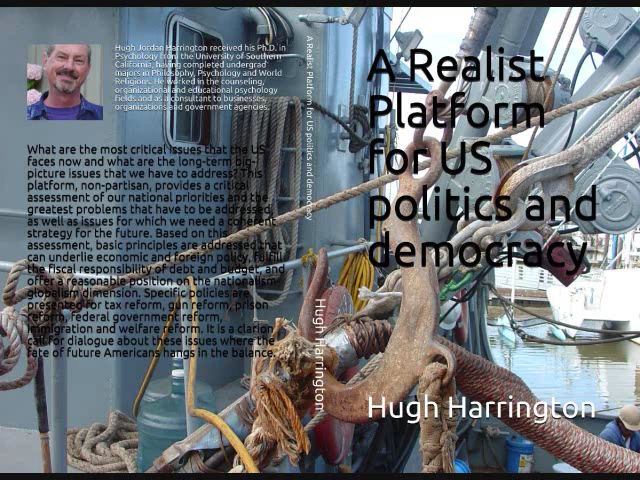 Hugh Jordan Harrington received his Ph.D. in
Psychology from the University of Southern
California, having completed undergrad
majors in Philosophy, Psychology and World
Religions. He worked in the counseling,
organizational and educational psychology
fields and as a consultant to businesses,
organizations and government agencies.
What are the most critical issues that the US
faces now and what are the long-term big-
picture issues that we have to address? This
platform, non-partisan, provides a critical
assessment of our national priorities and the
greatest problems that have to be addressed,
as well as issues for which we need a coherent
strategy for the future. Based on this
assessment, basic principles are addressed that
can underlie economic and foreign policy, fulfill
the fiscal responsibility of debt and budget, and
offer a reasonable position on the nationalism-
globalism dimension. Specific policies are
presented for tax reform, gun reform, prison
reform, federal government reform,
immigration and welfare reform. It is a clarion
call for dialogue about these issues where the
fate of future Americans hangs in the balance.
A Realist Platform for US politics and democracy
Hugh Harrington
A Realist
Platform
for US
politics and
democracy
Hugh Harrington